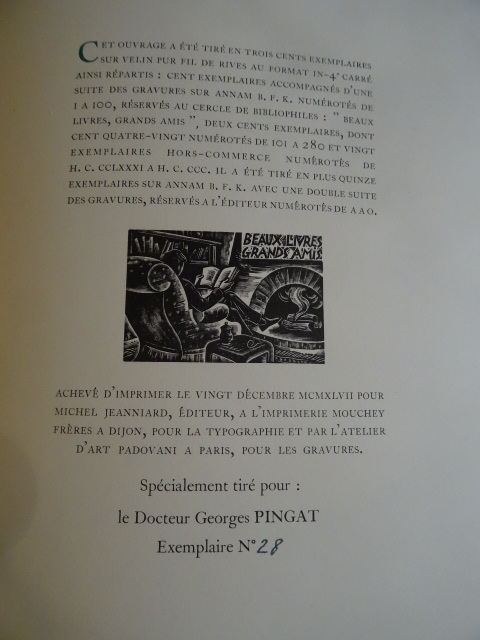 CET OUVRAGE A ÉTÉ TIRÉ EN TROIS CENTS EXEMPLAIRES
SUR VELIN PUR FIL DE RIVES AU FORMAT IN-4° CARRÉ
AINSI RÉPARTIS : CENT EXEMPLAIRES ACCOMPAGNÉS D'UNE
SUITE DES GRAVURES SUR ANNAM B. F. K. NUMÉROTÉS DE
1 A 100, RÉSERVÉS AU CERCLE DE BIBLIOPHILES : " BEAUX
LIVRES, GRANDS AMIS ", DEUX CENTS EXEMPLAIRES, DONT
CENT QUATRE-VINGT NUMÉROTÉS DE 101 A 280 ET VINGT
EXEMPLAIRES HORS-COMMERCE NUMÉROTÉS DE
H. C. CCLXXXI A H. C. CCC. IL A ÉTÉ TIRÉ EN PLUS QUINZE
EXEMPLAIRES SUR ANNAM B. F. K. AVEC UNE DOUBLE SUITE
DES GRAVURES, RÉSERVÉS A L'ÉDITEUR NUMÉROTÉS DE A A O.
BEAUX LIVRES
GRANDS AMIS
ACHEVÉ D'IMPRIMER LE VINGT DÉCEMBRE MCMXLVII POUR
MICHEL JEANNIARD, ÉDITEUR, A L'IMPRIMERIE MOUCHEY
FRÈRES A DIJON, POUR LA TYPOGRAPHIE ET PAR L'ATELIER
D'ART PADOVANI A PARIS, POUR LES GRAVURES.
Spécialement tiré pour :
le Docteur Georges PINGAT
Exemplaire N° 28